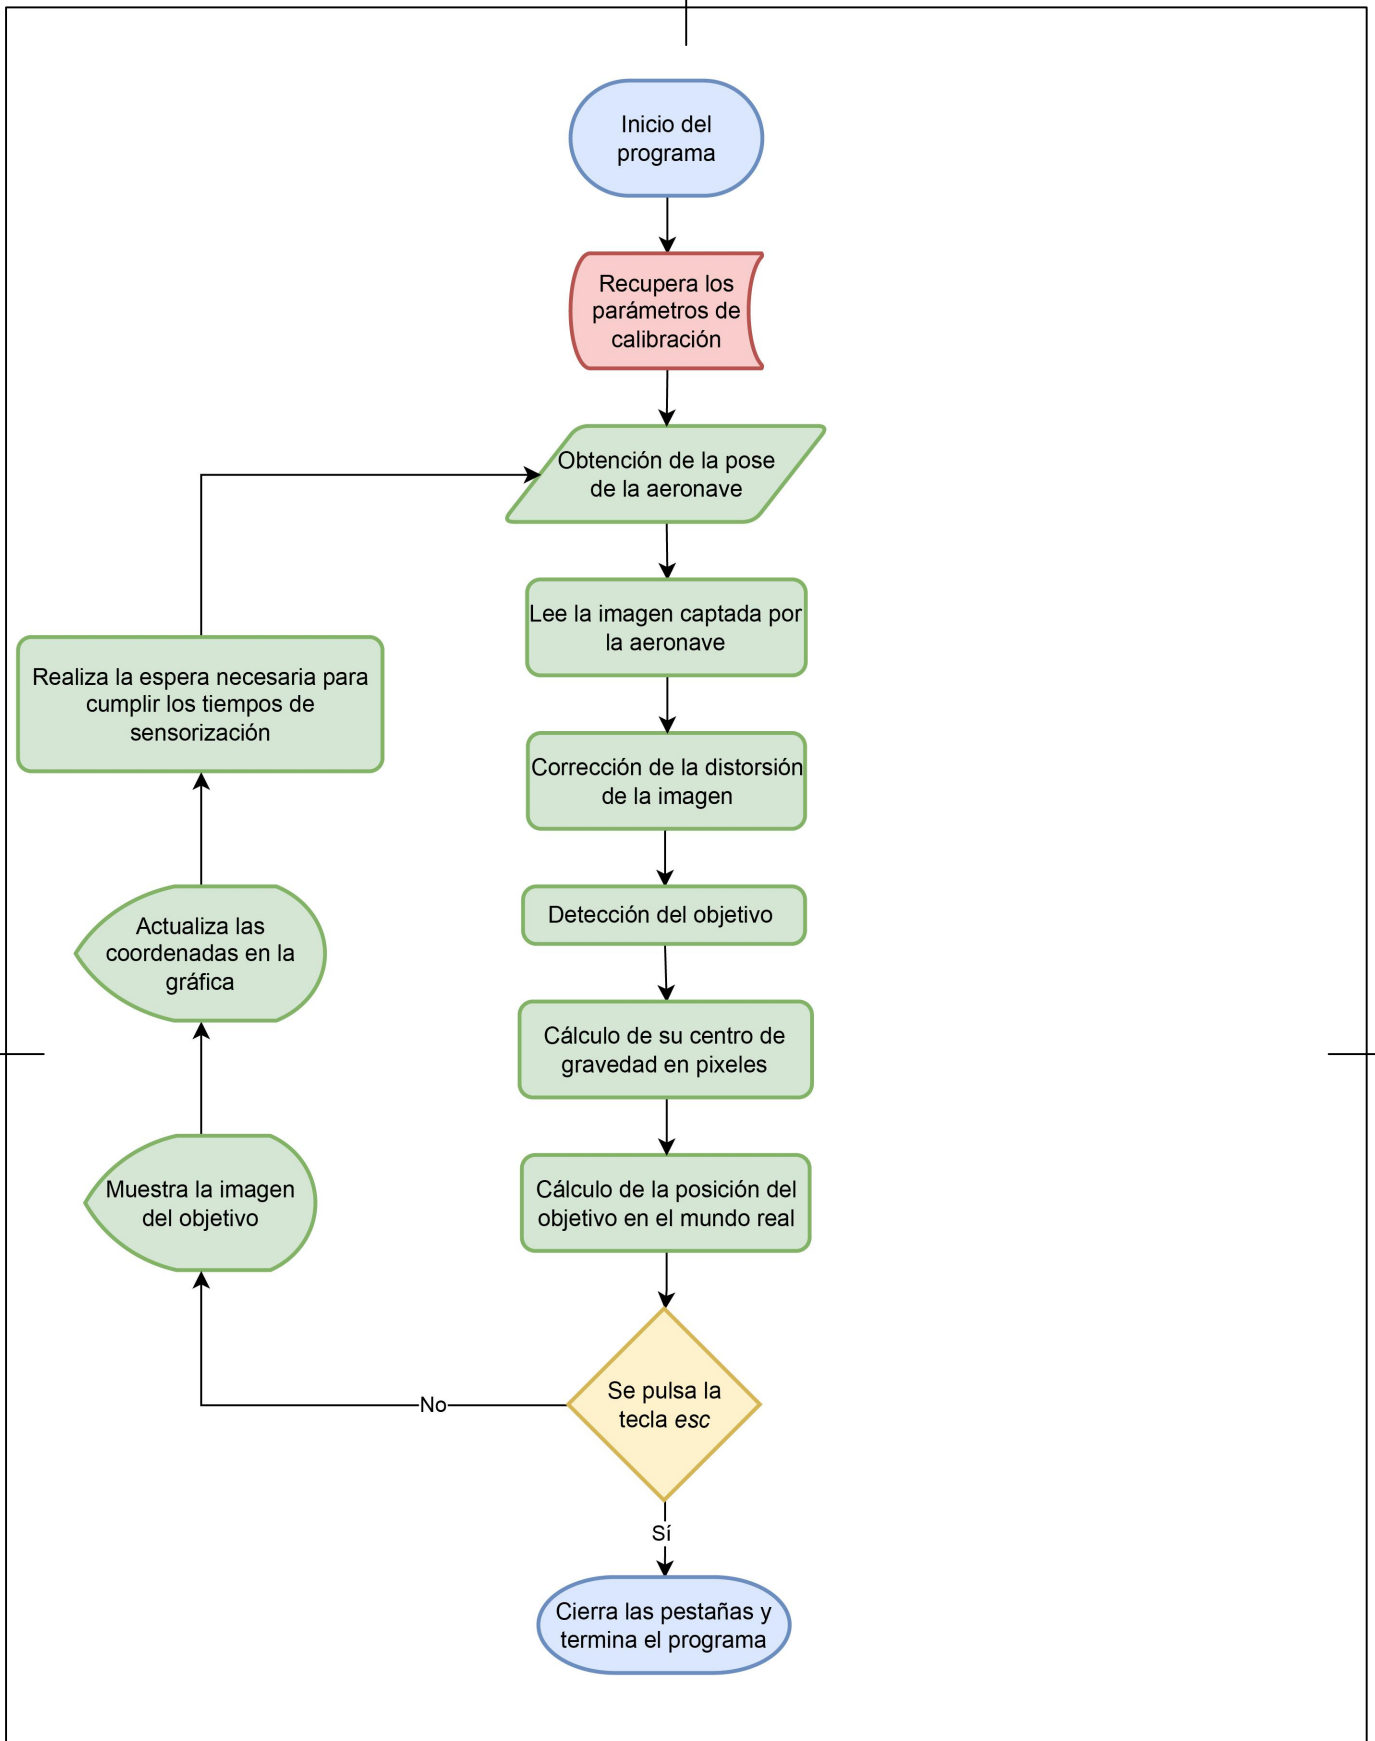 Inicio del
programa
Recupera los
parámetros de
calibración
Obtención de la pose
de la aeronave
Lee la imagen captada por
la aeronave
Realiza la espera necesaria para
cumplir los tiempos de
sensorización
Corrección de la distorsión
de la imagen
Detección del objetivo
Actualiza las
coordenadas en la
gráfica
Cálculo de su centro de
gravedad en pixeles
Muestra la imagen
del objetivo
Cálculo de la posición del
objetivo en el mundo real
Se pulsa la
tecla esc
No
Sí
Cierra las pestañas y
termina el programa